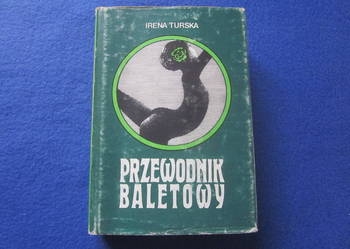 IRENA TURSKA
PRZEWODNIK
BALETOWY